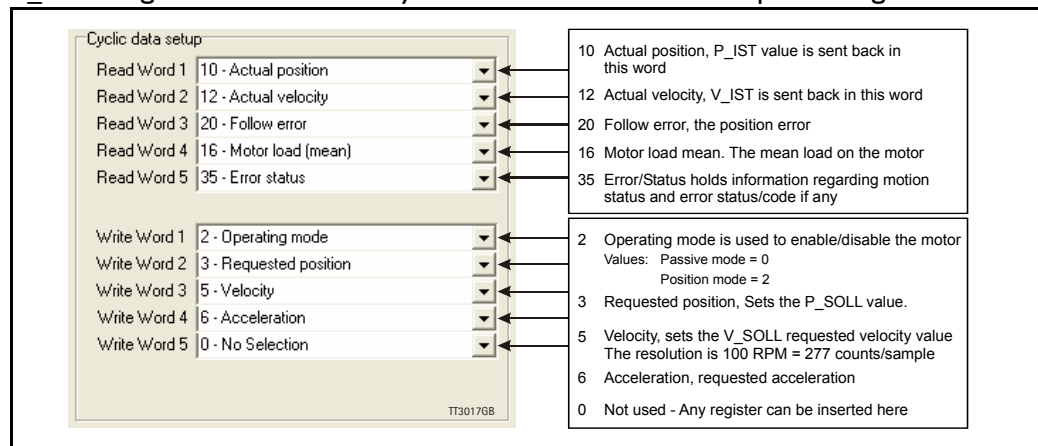 Cyclic data setup
Read Word 1 10 - Actual position
Read Word 2 12 - Actual velocity
Read Word 3 20 - Follow error
Read Word 4 16 - Motor load (mean)
Read Word 5 35 - Error status
Write Word 1 2 - Operating mode
Write Word 2 3 - Requested position
Write Word 3 5 - Velocity
Write Word 4 6 - Acceleration
Write Word 5 0 - No Selection
TT3017GB
10 Actual position, P_IST value is sent back in
this word
12 Actual velocity, V_IST is sent back in this word
20 Follow error, the position error
16 Motor load mean. The mean load on the motor
35 Error/Status holds information regarding motion
status and error status/code if any
2 Operating mode is used to enable/disable the motor
Values: Passive mode = 0
Position mode = 2
3 Requested position, Sets the P_SOLL value.
5 Velocity, sets the V_SOLL requested velocity value
The resolution is 100 RPM = 277 counts/sample
6 Acceleration, requested acceleration
0 Not used - Any register can be inserted here